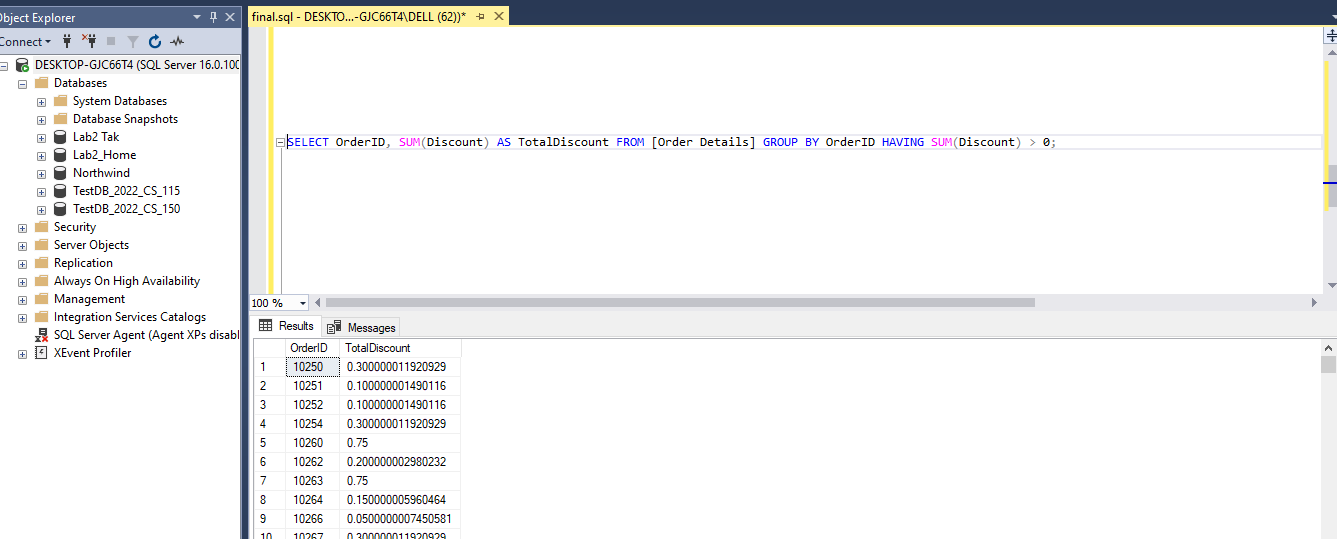 Object Explorer
Connect
DESKTOP-GJC66T4 (SQL Server 16.0.100
Databases
System Databases
Database Snapshots
Lab2 Tak
Lab2_Home
Northwind
TestDB_2022_CS_115
TestDB_2022_CS_150
Security
Server Objects
Replication
Always On High Availability
Management
Integration Services Catalogs
SQL Server Agent (Agent XPs disabl
XEvent Profiler
final.sql - DESKTO...-GJC66T4\DELL (62))*
SELECT OrderID, SUM(Discount) AS TotalDiscount FROM [Order Details] GROUP BY OrderID HAVING SUM(Discount) > 0;
100 %
Results Messages
OrderID TotalDiscount
1 10250 0.300000011920929
2 10251 0.100000001490116
3 10252 0.100000001490116
4 10254 0.300000011920929
5 10260 0.75
6 10262 0.200000002980232
7 10263 0.75
8 10264 0.150000005960464
9 10266 0.0500000007450581
10 10267 0.300000011920929